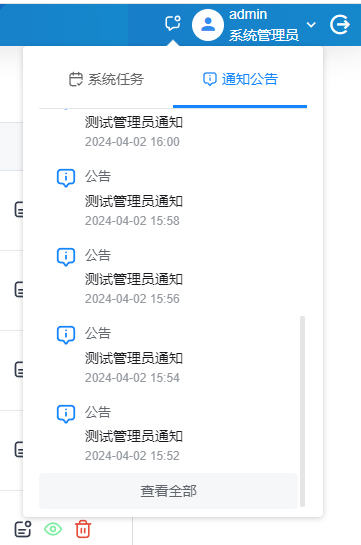 admin
系统管理员
系统任务
通知公告
测试管理员通知
2024-04-02 16:00
公告
测试管理员通知
2024-04-02 15:58
公告
测试管理员通知
2024-04-02 15:56
公告
测试管理员通知
2024-04-02 15:54
公告
测试管理员通知
2024-04-02 15:52
查看全部